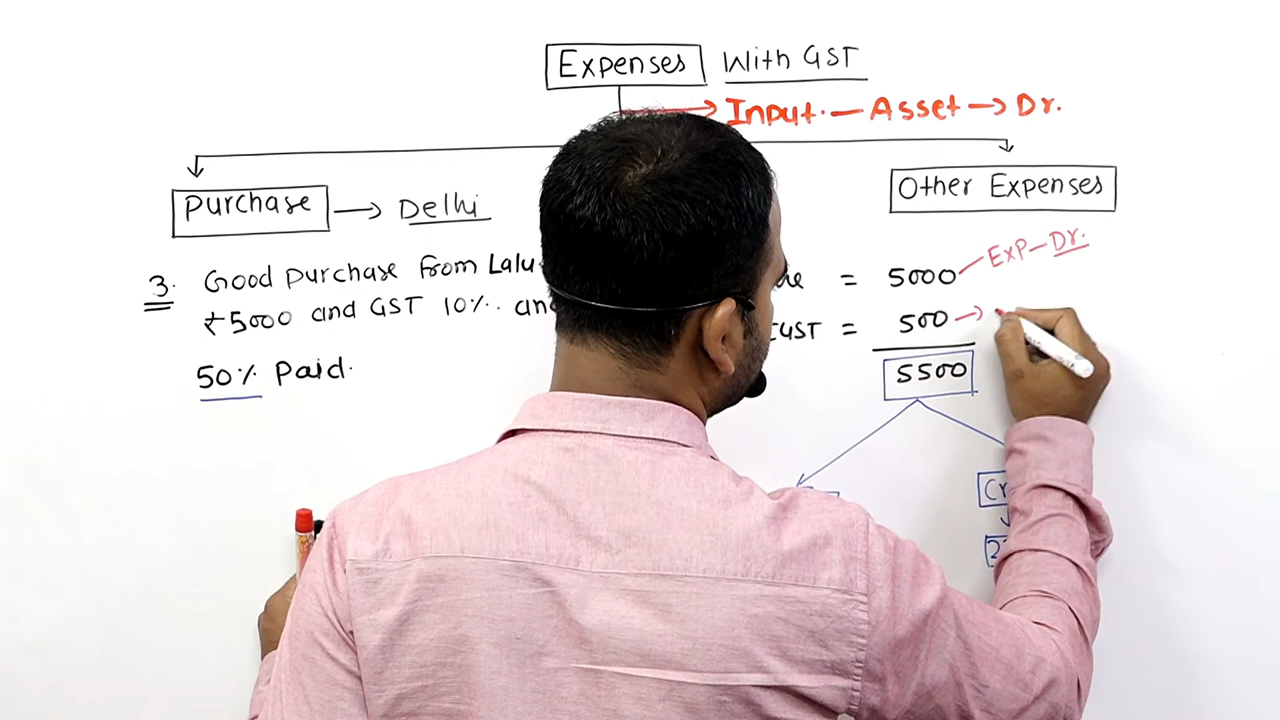 Expenses With GST
Input. — Asset → Dr.
Purchase → Delhi
Other Expenses
3. Good purchase from Lalu
₹5000 and GST 10%. and
50% Paid.
= 5000 — Exp - Dr.
= 500 →
5500